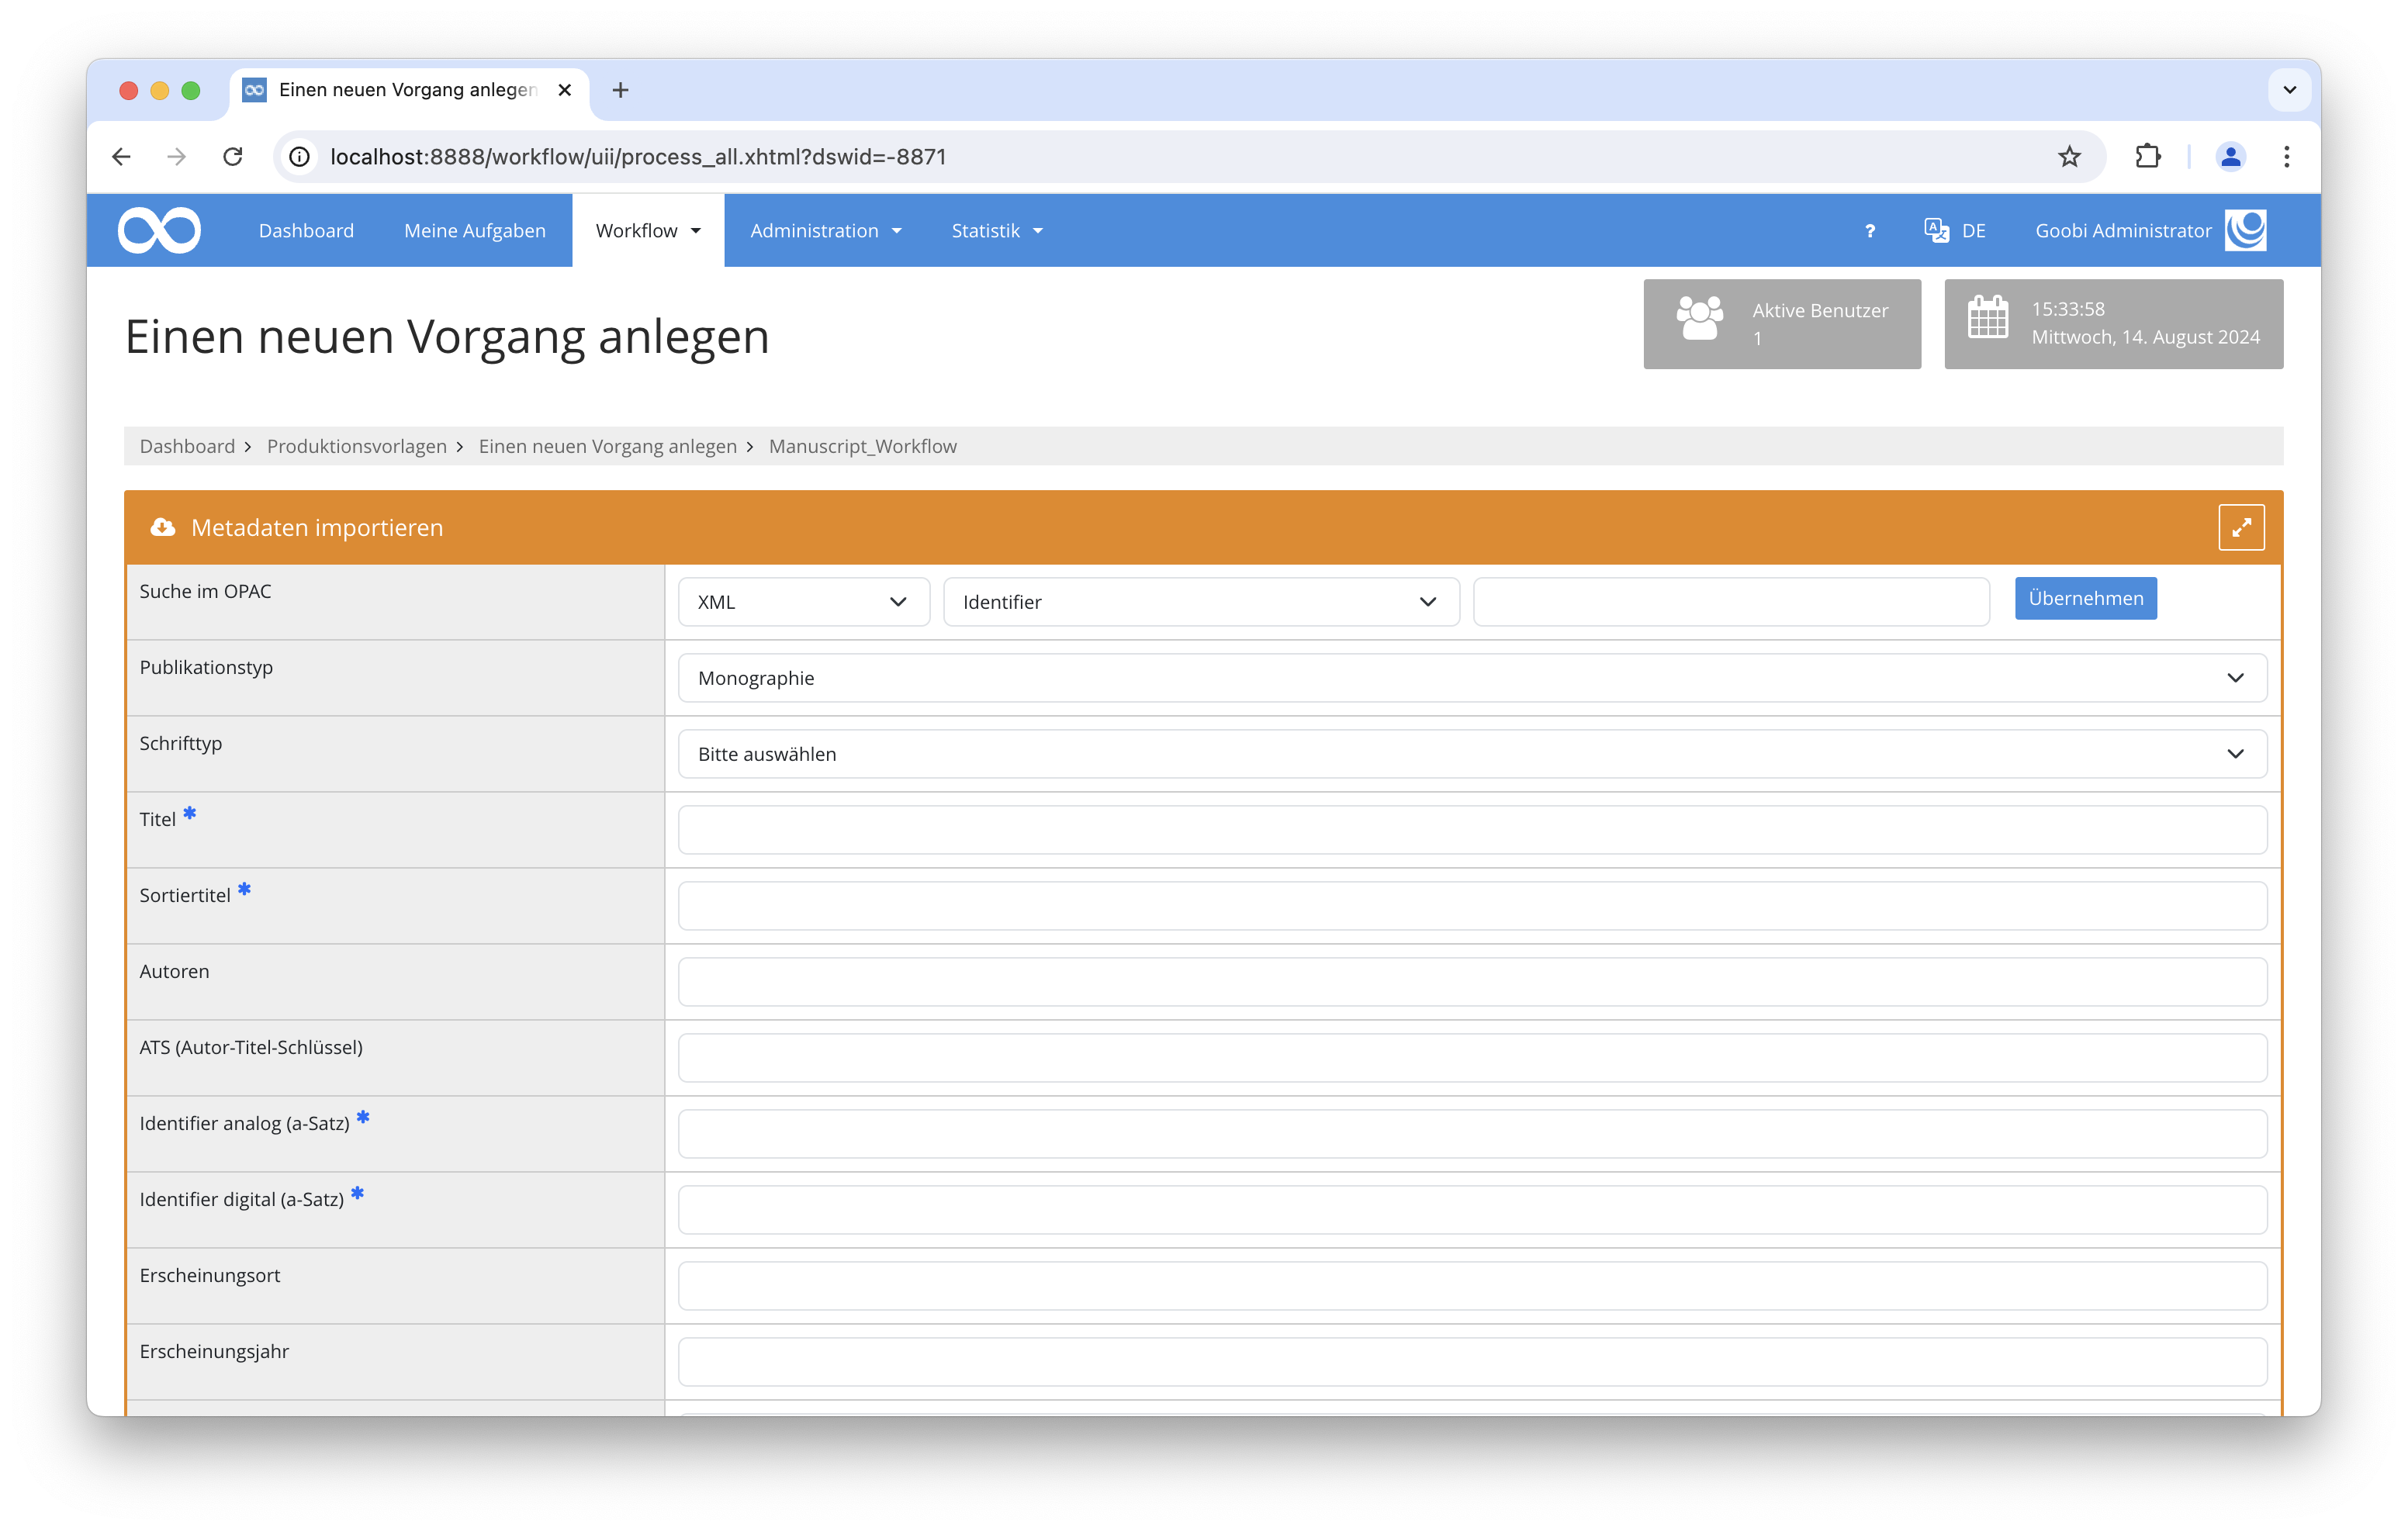 Einen neuen Vorgang anlegen
localhost:8888/workflow/uii/process_all.xhtml?dswid=-8871
Dashboard Meine Aufgaben Workflow Administration Statistik ? DE Goobi Administrator
Einen neuen Vorgang anlegen
Aktive Benutzer
1
15:33:58
Mittwoch, 14. August 2024
Dashboard > Produktionsvorlagen > Einen neuen Vorgang anlegen > Manuscript_Workflow
Metadaten importieren
Suche im OPAC XML Identifier Übernehmen
Publikationstyp Monographie
Schrifttyp Bitte auswählen
Titel *
Sortiertitel *
Autoren
ATS (Autor-Titel-Schlüssel)
Identifier analog (a-Satz) *
Identifier digital (a-Satz) *
Erscheinungsort
Erscheinungsjahr